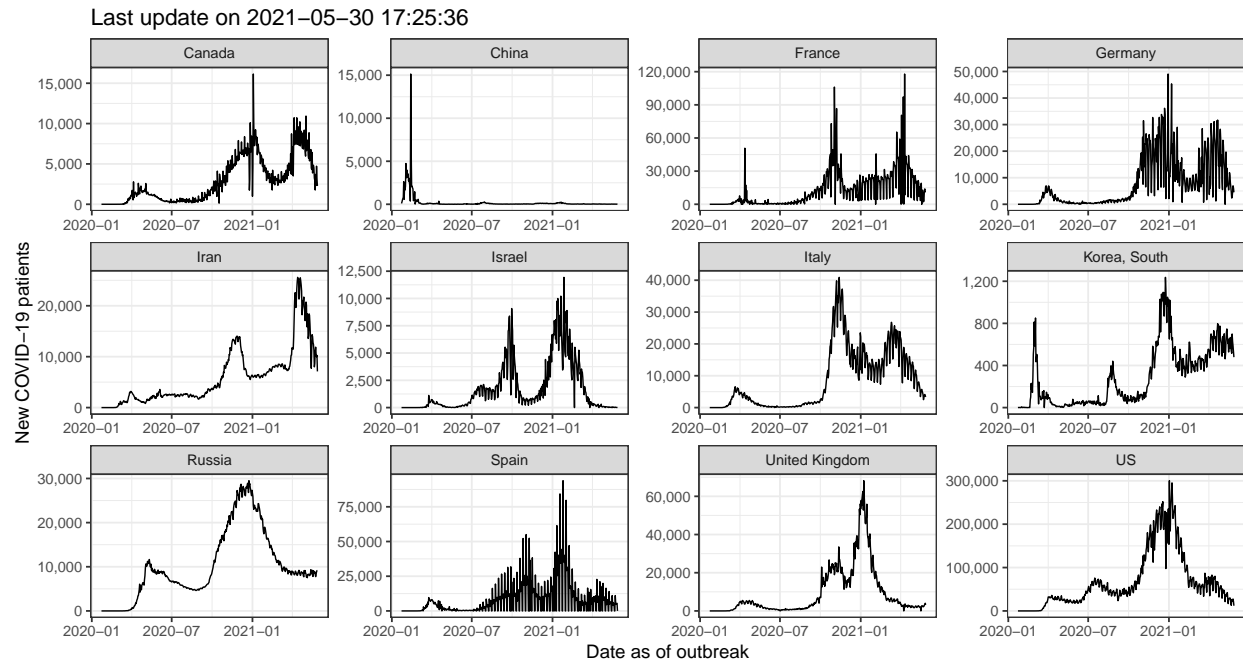 Last update on 2021−05−30 17:25:36
Canada
China
France
Germany
15,000
10,000
5,000
0
15,000
10,000
5,000
0
120,000
90,000
60,000
30,000
0
50,000
40,000
30,000
20,000
10,000
0
2020−01 2020−07 2021−01
2020−01 2020−07 2021−01
2020−01 2020−07 2021−01
2020−01 2020−07 2021−01
Iran
Israel
Italy
Korea, South
20,000
10,000
0
12,500
10,000
7,500
5,000
2,500
0
40,000
30,000
20,000
10,000
0
1,200
800
400
0
2020−01 2020−07 2021−01
2020−01 2020−07 2021−01
2020−01 2020−07 2021−01
2020−01 2020−07 2021−01
Russia
Spain
United Kingdom
US
30,000
20,000
10,000
0
75,000
50,000
25,000
0
60,000
40,000
20,000
0
300,000
200,000
100,000
0
2020−01 2020−07 2021−01
2020−01 2020−07 2021−01
2020−01 2020−07 2021−01
2020−01 2020−07 2021−01
Date as of outbreak
New COVID−19 patients